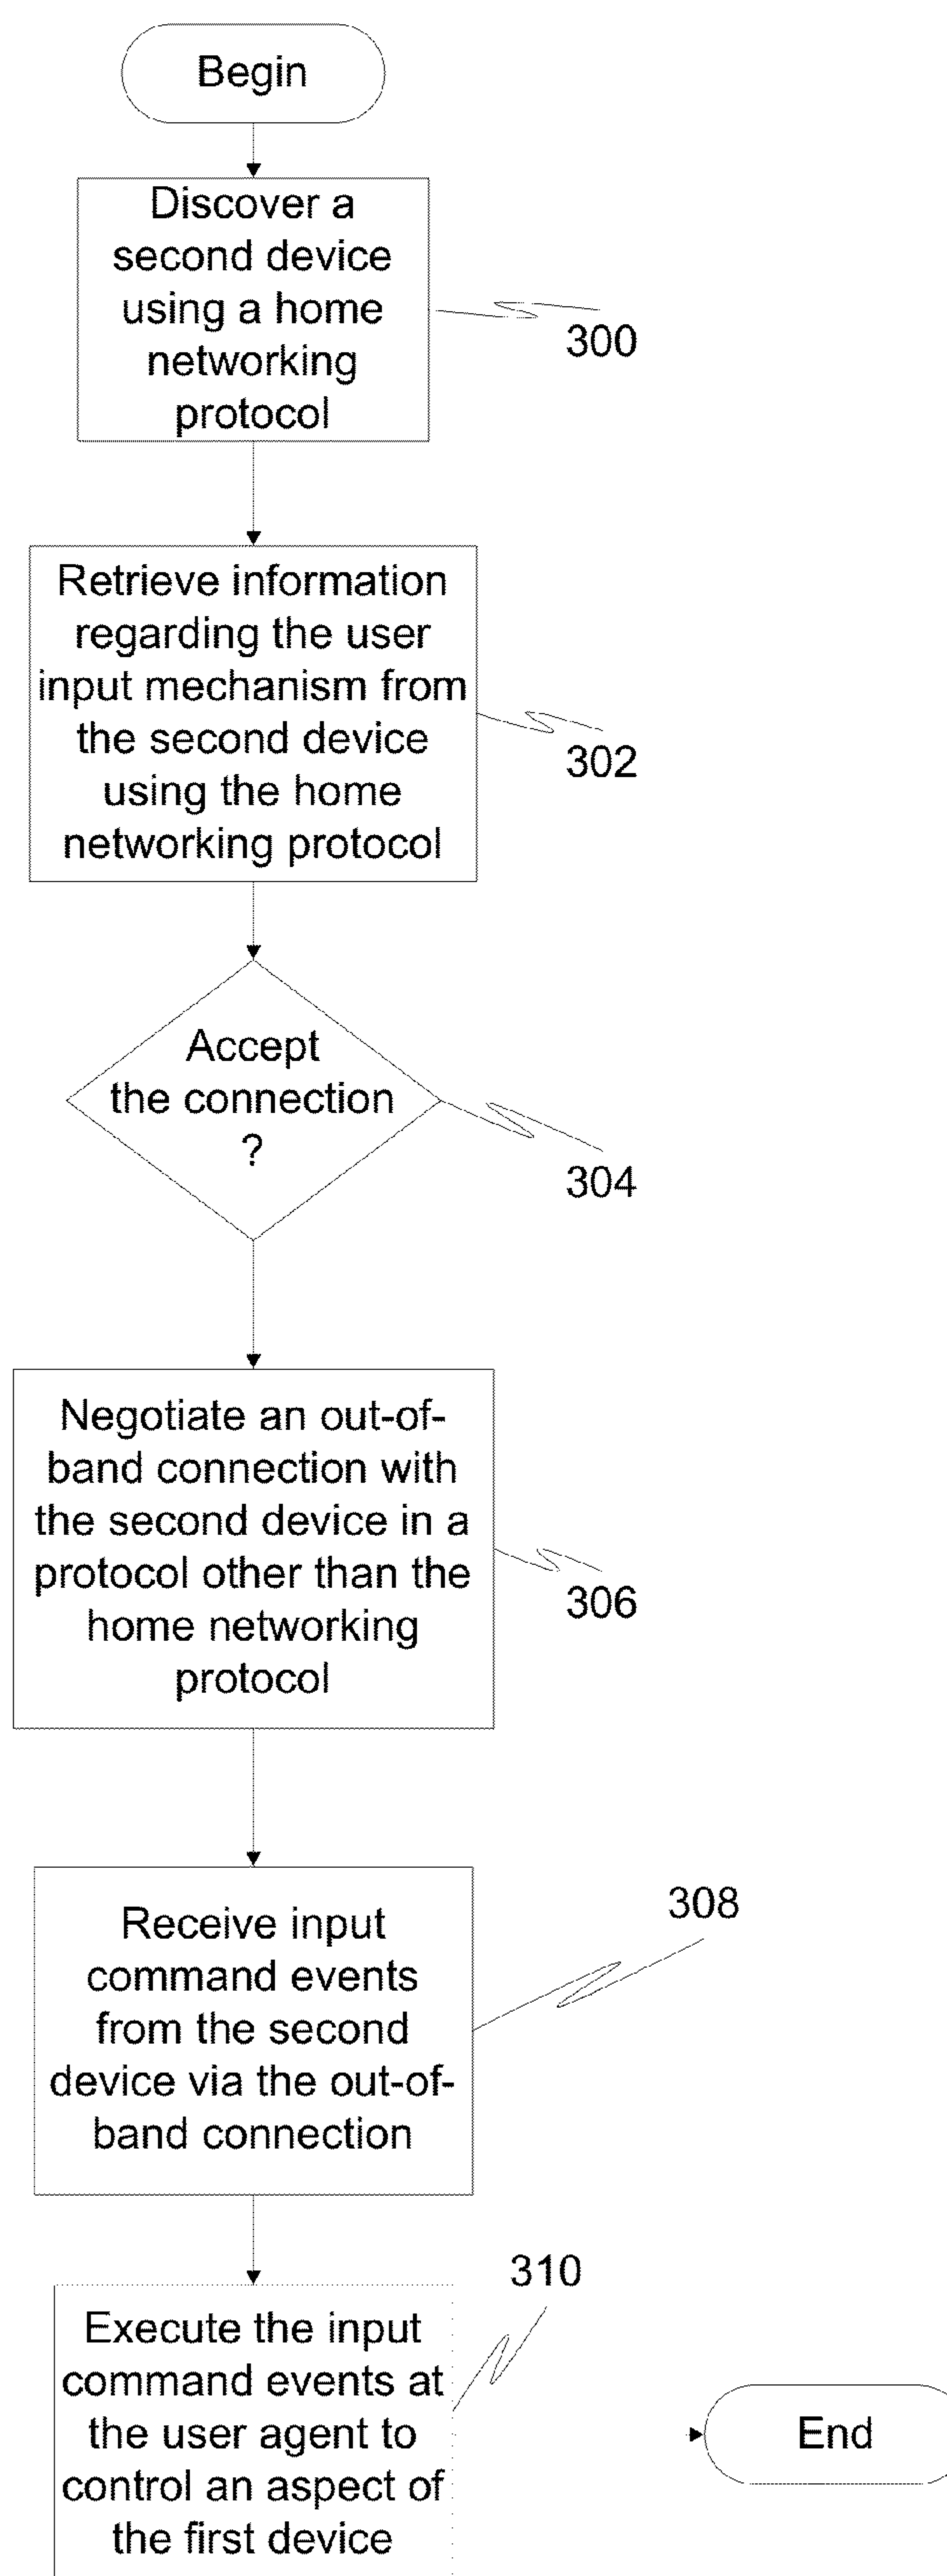 Begin
Discover a
second device
using a home
networking
protocol
300
Retrieve information
regarding the user
input mechanism from
the second device
using the home
networking protocol
302
Accept
the connection
?
304
Negotiate an out-of-
band connection with
the second device in a
protocol other than the
home networking
protocol
306
Receive input
command events
from the second
device via the out-of-
band connection
308
Execute the input
command events at
the user agent to
control an aspect of
the first device
310
End